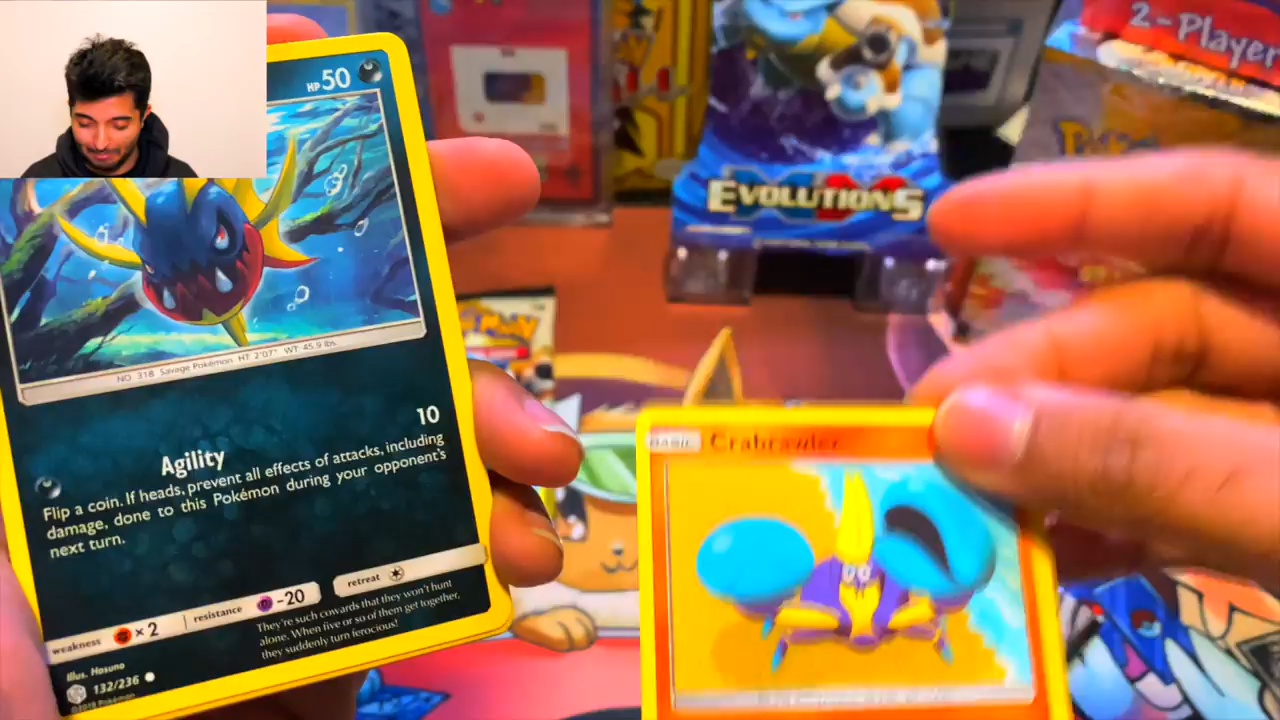 HP 50
NO. 318 Savage Pokémon HT 2'07" WT 45.9 lbs.
Agility
10
Flip a coin. If heads, prevent all effects of attacks, including
damage, done to this Pokémon during your opponent's
next turn.
weakness × 2
resistance -20
retreat
They're such cowards that they won't hunt
alone. When five or so of them get together,
they suddenly turn ferocious!
Illus. Hasuno
132/236
©2019 Pokémon
EVOLUTIONS
2-Player
BASIC Crabrawler